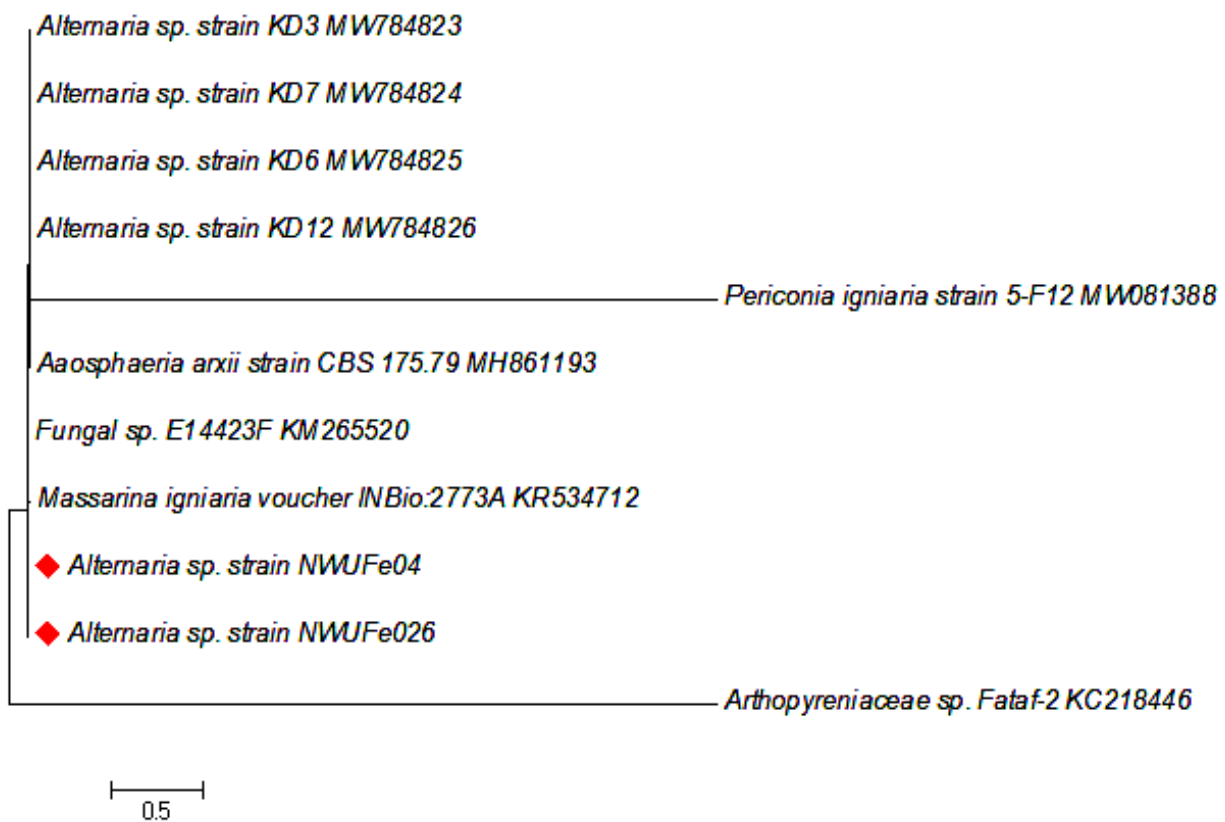 Alternaria sp. strain KD3 MW784823
Alternaria sp. strain KD7 MW784824
Alternaria sp. strain KD6 MW784825
Alternaria sp. strain KD12 MW784826
Periconia igniaria strain 5-F12 MW081388
Aaosphaeria arxii strain CBS 175.79 MH861193
Fungal sp. E14423F KM265520
Massarina igniaria voucher INBio:2773A KR534712
Alternaria sp. strain NWUFe04
Alternaria sp. strain NWUFe026
Arthopyreniaceae sp. Fataf-2 KC218446
0.5